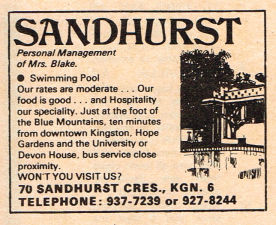 SANDHURST
Personal Management
of Mrs. Blake.
● Swimming Pool
Our rates are moderate . . . Our
food is good . . . and Hospitality
our speciality. Just at the foot of
the Blue Mountains, ten minutes
from downtown Kingston, Hope
Gardens and the University or
Devon House, bus service close
proximity.
WON'T YOU VISIT US?
70 SANDHURST CRES., KGN. 6
TELEPHONE: 937-7239 or 927-8244